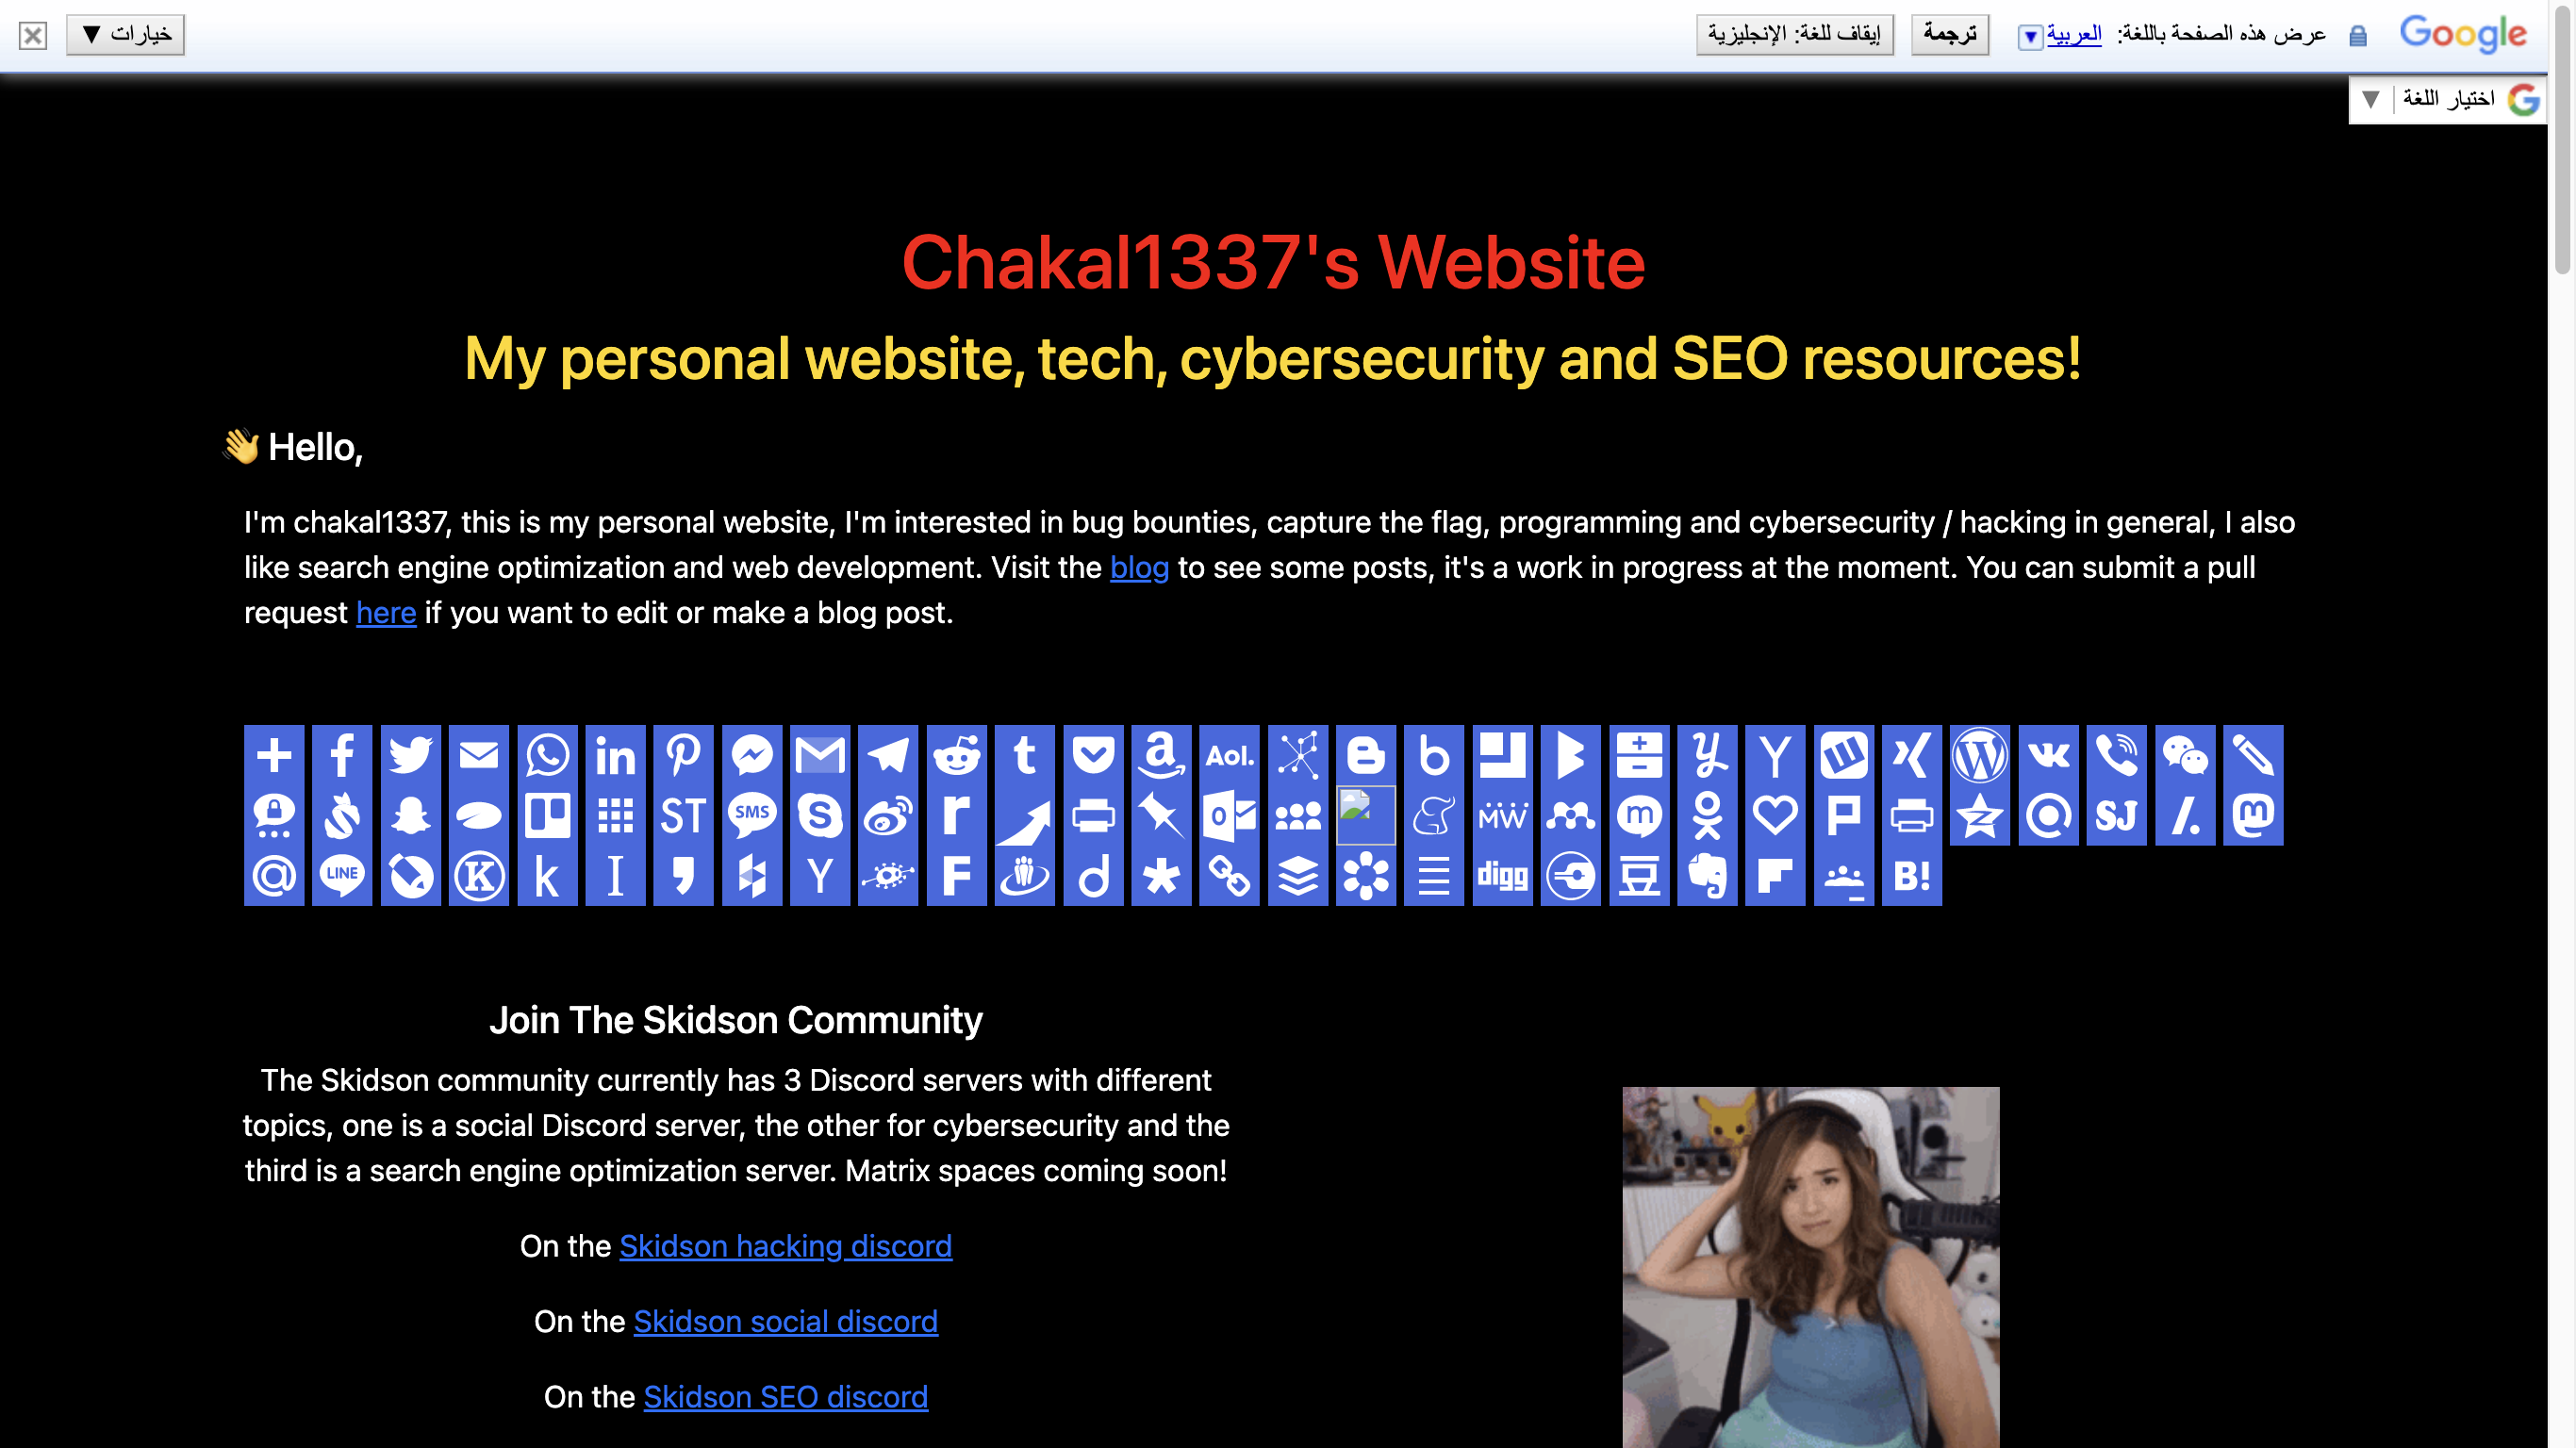 Google
عرض هذه الصفحة باللغة: العربية ▼
ترجمة
إيقاف للغة: الإنجليزية
خيارات ▼
اختيار اللغة ▼
Chakal1337's Website
My personal website, tech, cybersecurity and SEO resources!
👋 Hello,
I'm chakal1337, this is my personal website, I'm interested in bug bounties, capture the flag, programming and cybersecurity / hacking in general, I also
like search engine optimization and web development. Visit the blog to see some posts, it's a work in progress at the moment. You can submit a pull
request here if you want to edit or make a blog post.
Aol.
ST SMS MW
LINE digg B!
Join The Skidson Community
The Skidson community currently has 3 Discord servers with different
topics, one is a social Discord server, the other for cybersecurity and the
third is a search engine optimization server. Matrix spaces coming soon!
On the Skidson hacking discord
On the Skidson social discord
On the Skidson SEO discord